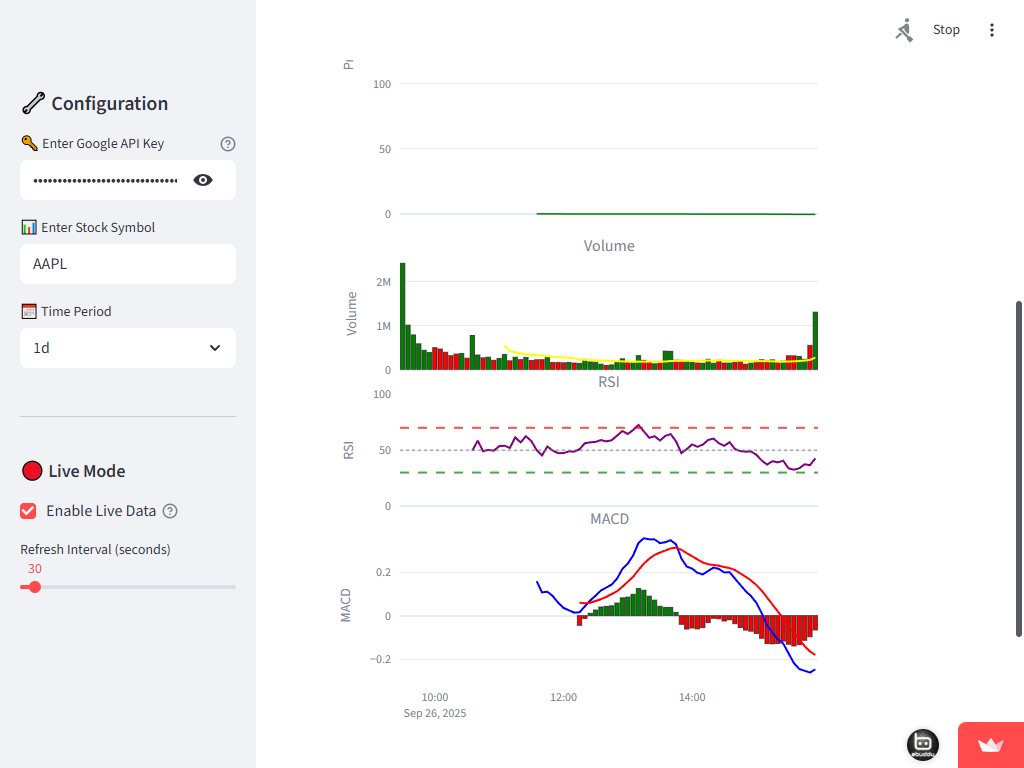 Stop
Configuration
Enter Google API Key
••••••••••••••••••••••••••••••
Enter Stock Symbol
AAPL
Time Period
1d
Live Mode
Enable Live Data
Refresh Interval (seconds)
30
100
50
0
Volume
Volume
2M
1M
0
RSI
RSI
100
50
0
MACD
MACD
0.2
0
−0.2
10:00
12:00
14:00
Sep 26, 2025